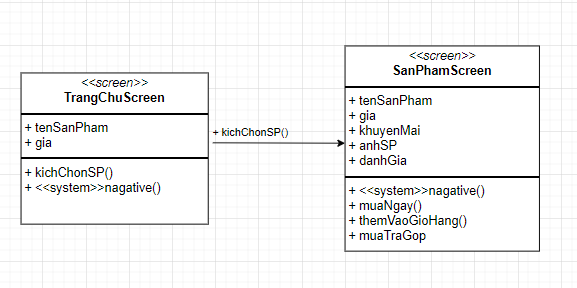 <<screen>>
TrangChuScreen
+ tenSanPham
+ gia
+ kichChonSP()
+ <<system>>nagative()
+ kichChonSP()
<<screen>>
SanPhamScreen
+ tenSanPham
+ gia
+ khuyenMai
+ anhSP
+ danhGia
+ <<system>>nagative()
+ muaNgay()
+ themVaoGioHang()
+ muaTraGop